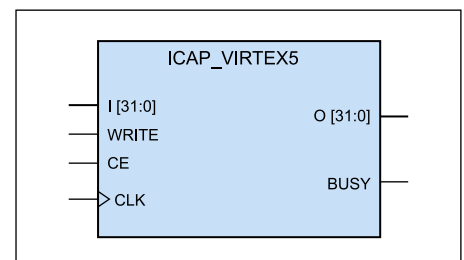 ICAP_VIRTEX5
I [31:0]
O [31:0]
WRITE
CE
BUSY
CLK